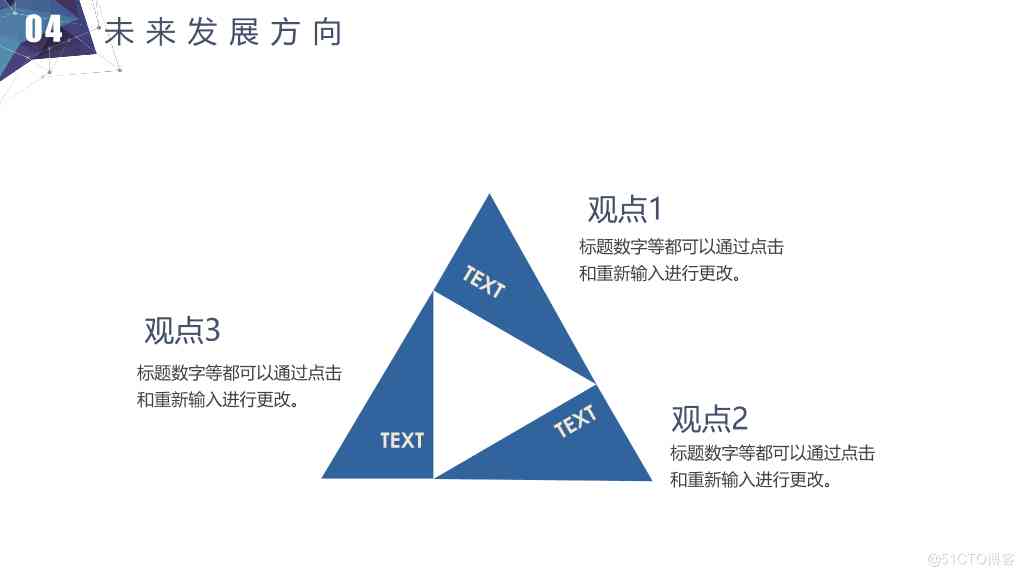 04 未来发展方向
观点1
标题数字等都可以通过点击
和重新输入进行更改。
TEXT
观点3
标题数字等都可以通过点击
和重新输入进行更改。
TEXT
TEXT
观点2
标题数字等都可以通过点击
和重新输入进行更改。
@51CTO博客